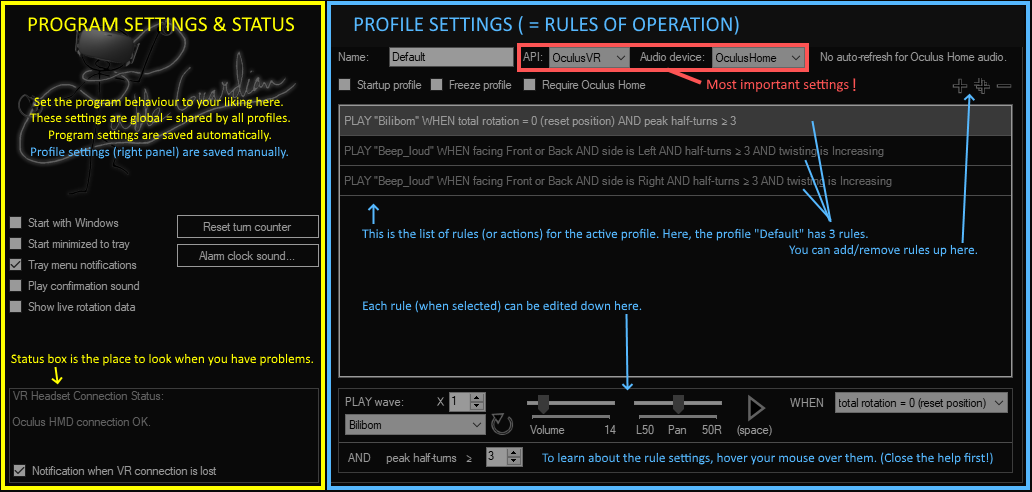 PROGRAM SETTINGS & STATUS
Cable Guardian
Set the program behaviour to your liking here.
These settings are global = shared by all profiles.
Program settings are saved automatically.
Profile settings (right panel) are saved manually.
Start with Windows
Start minimized to tray
Tray menu notifications
Play confirmation sound
Show live rotation data
Reset turn counter
Alarm clock sound...
Status box is the place to look when you have problems.
VR Headset Connection Status:
Oculus HMD connection OK.
Notification when VR connection is lost
PROFILE SETTINGS ( = RULES OF OPERATION)
Name: Default API: OculusVR Audio device: OculusHome No auto-refresh for Oculus Home audio.
Startup profile Freeze profile Require Oculus Home Most important settings !
PLAY "Bilibom" WHEN total rotation = 0 (reset position) AND peak half-turns ≥ 3
PLAY "Beep_loud" WHEN facing Front or Back AND side is Left AND half-turns ≥ 3 AND twisting is Increasing
PLAY "Beep_loud" WHEN facing Front or Back AND side is Right AND half-turns ≥ 3 AND twisting is Increasing
This is the list of rules (or actions) for the active profile. Here, the profile "Default" has 3 rules.
You can add/remove rules up here.
Each rule (when selected) can be edited down here.
PLAY wave: X 1 WHEN total rotation = 0 (reset position)
Bilibom Volume 14 L50 Pan 50R (space)
AND peak half-turns ≥ 3 To learn about the rule settings, hover your mouse over them. (Close the help first!)